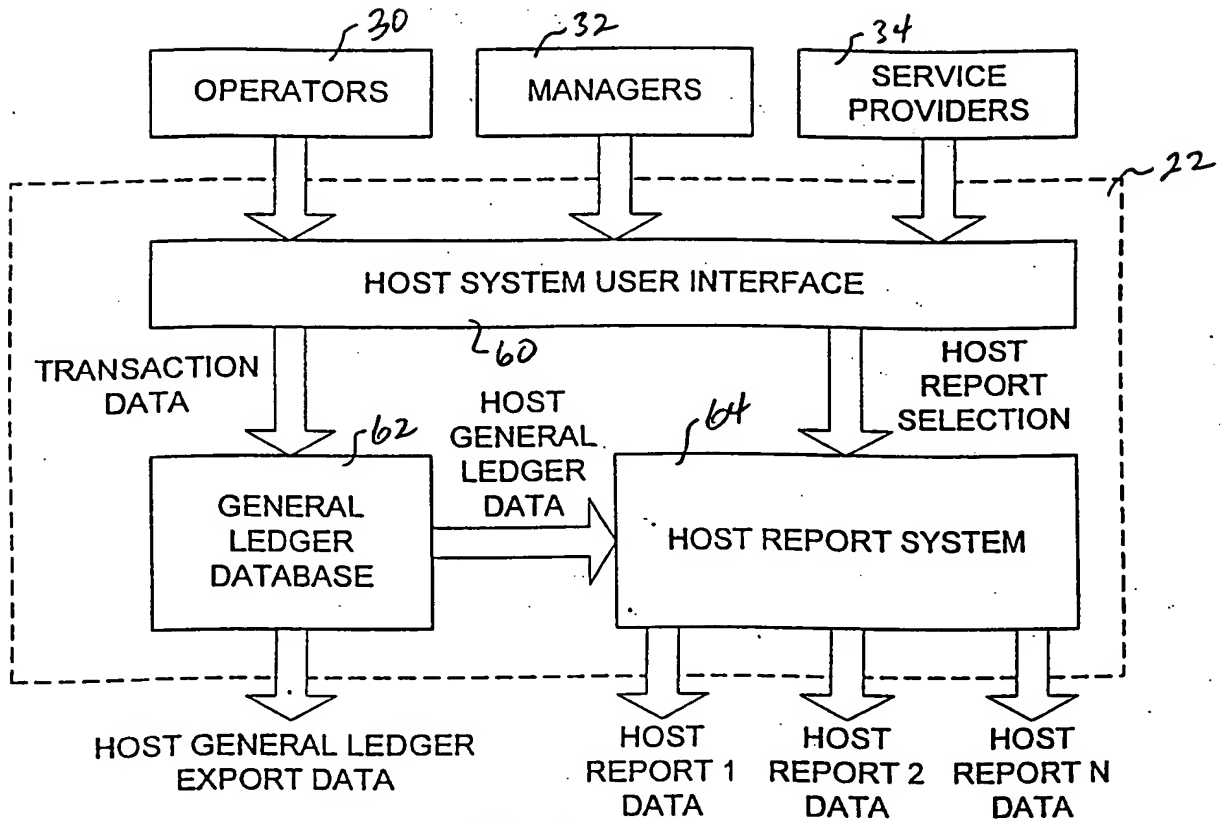 30
32
34
OPERATORS
MANAGERS
SERVICE
PROVIDERS
22
HOST SYSTEM USER INTERFACE
60
TRANSACTION
DATA
HOST
REPORT
SELECTION
HOST
GENERAL
LEDGER
DATA
62
64
GENERAL
LEDGER
DATABASE
HOST REPORT SYSTEM
HOST GENERAL LEDGER
EXPORT DATA
HOST
REPORT 1
DATA
HOST
REPORT 2
DATA
HOST
REPORT N
DATA